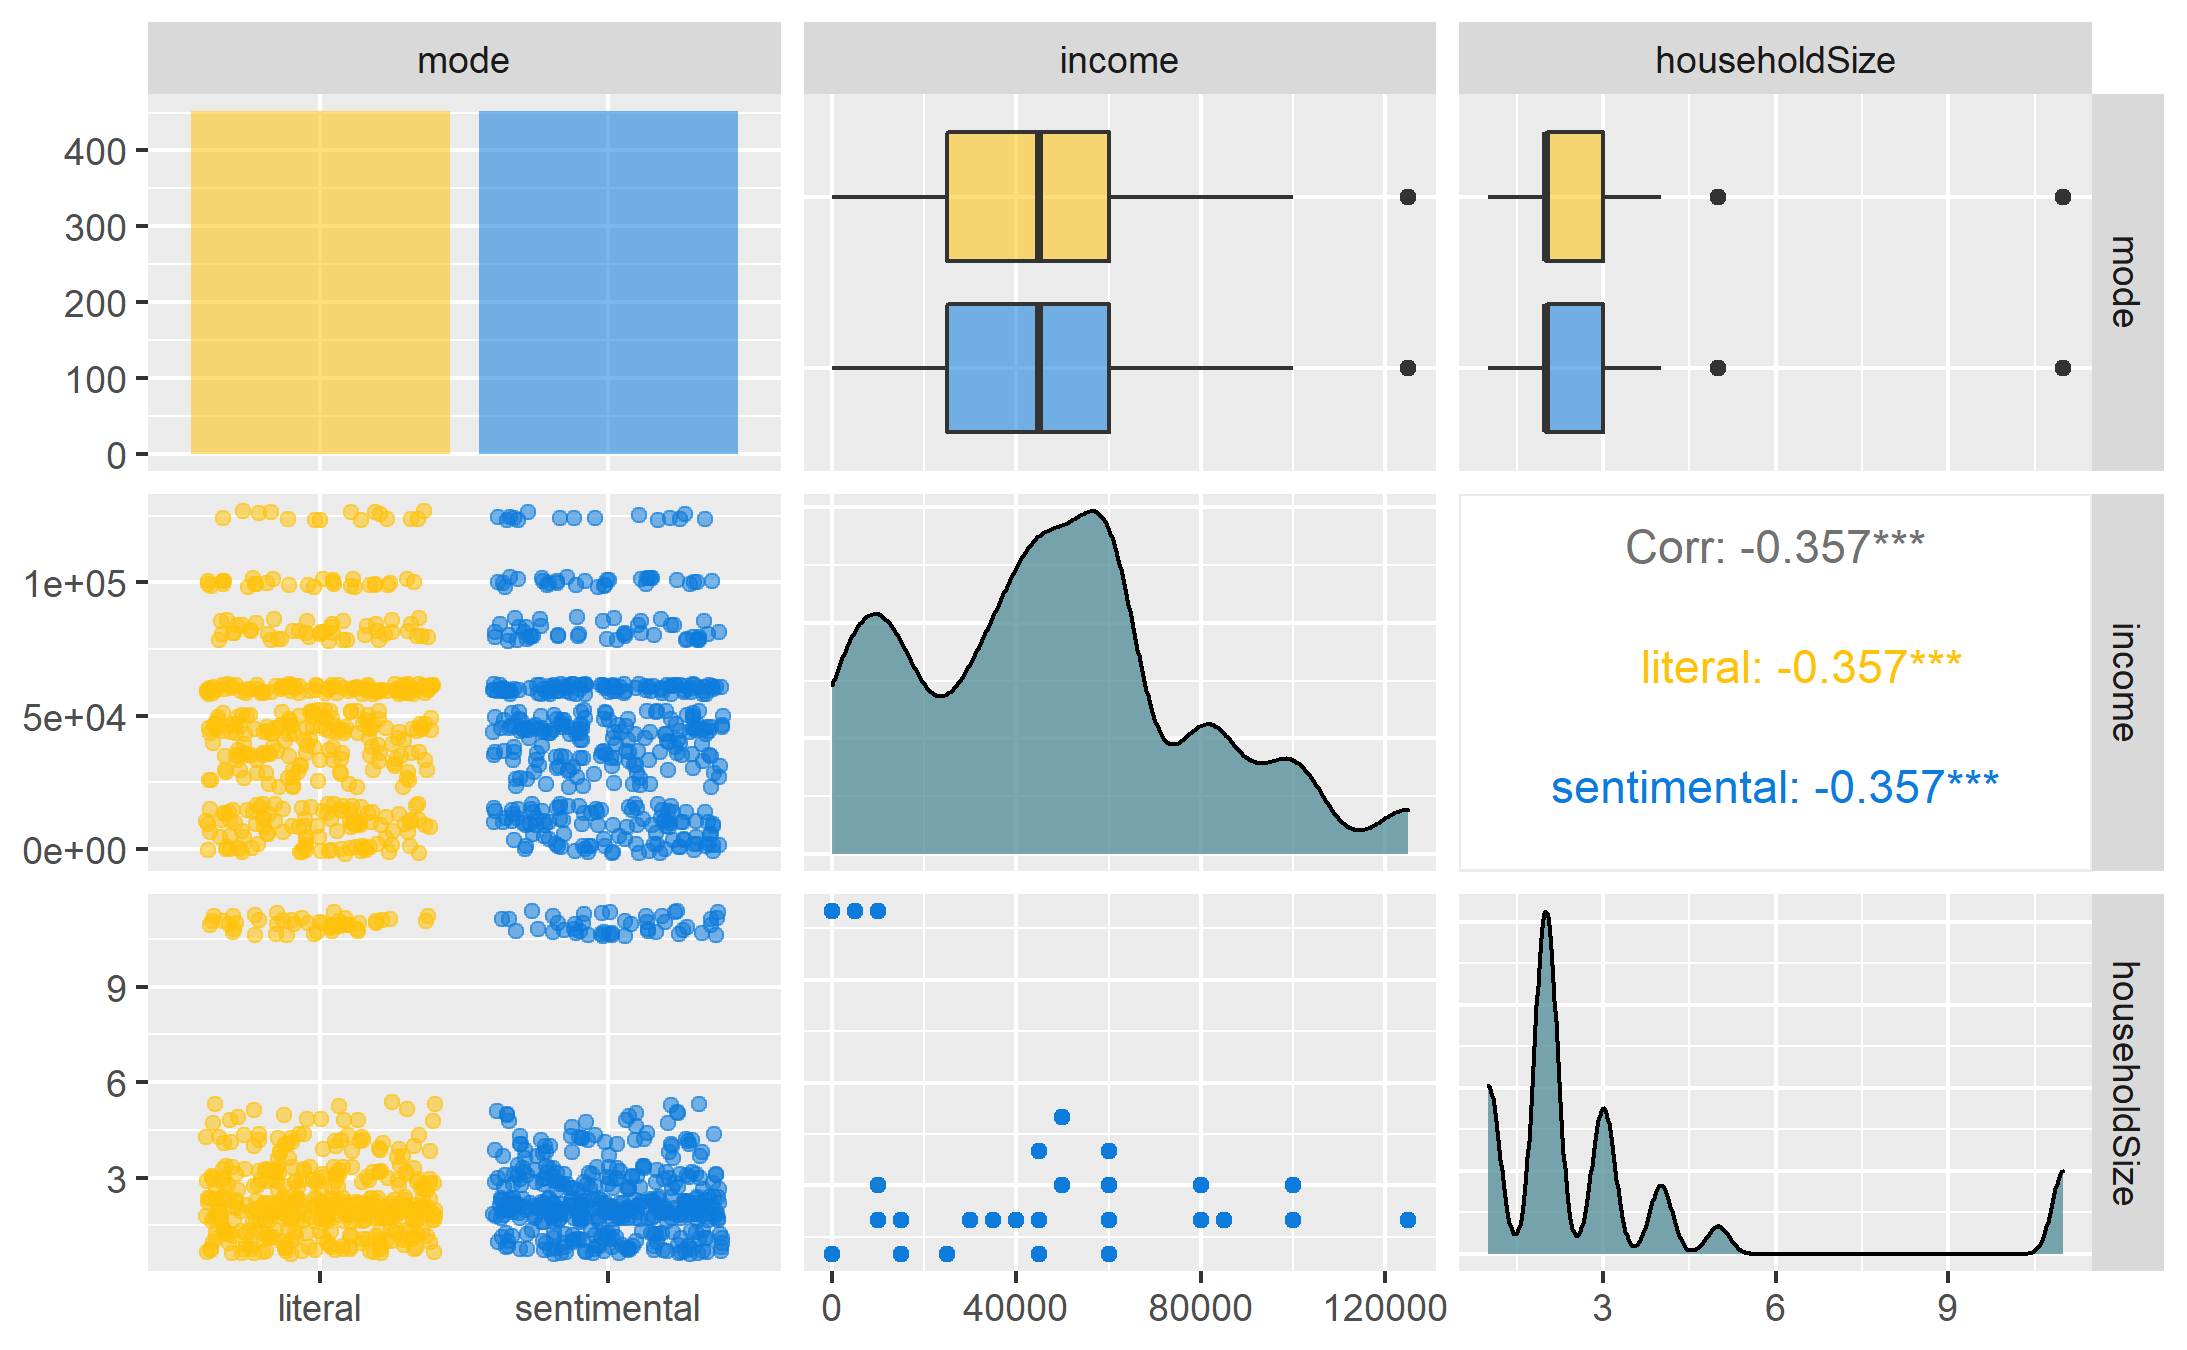 mode
income
householdSize
400
300
200
100
0
mode
1e+05
5e+04
0e+00
Corr: -0.357***
literal: -0.357***
sentimental: -0.357***
income
9
6
3
householdSize
literal
sentimental
0
40000
80000
120000
3
6
9